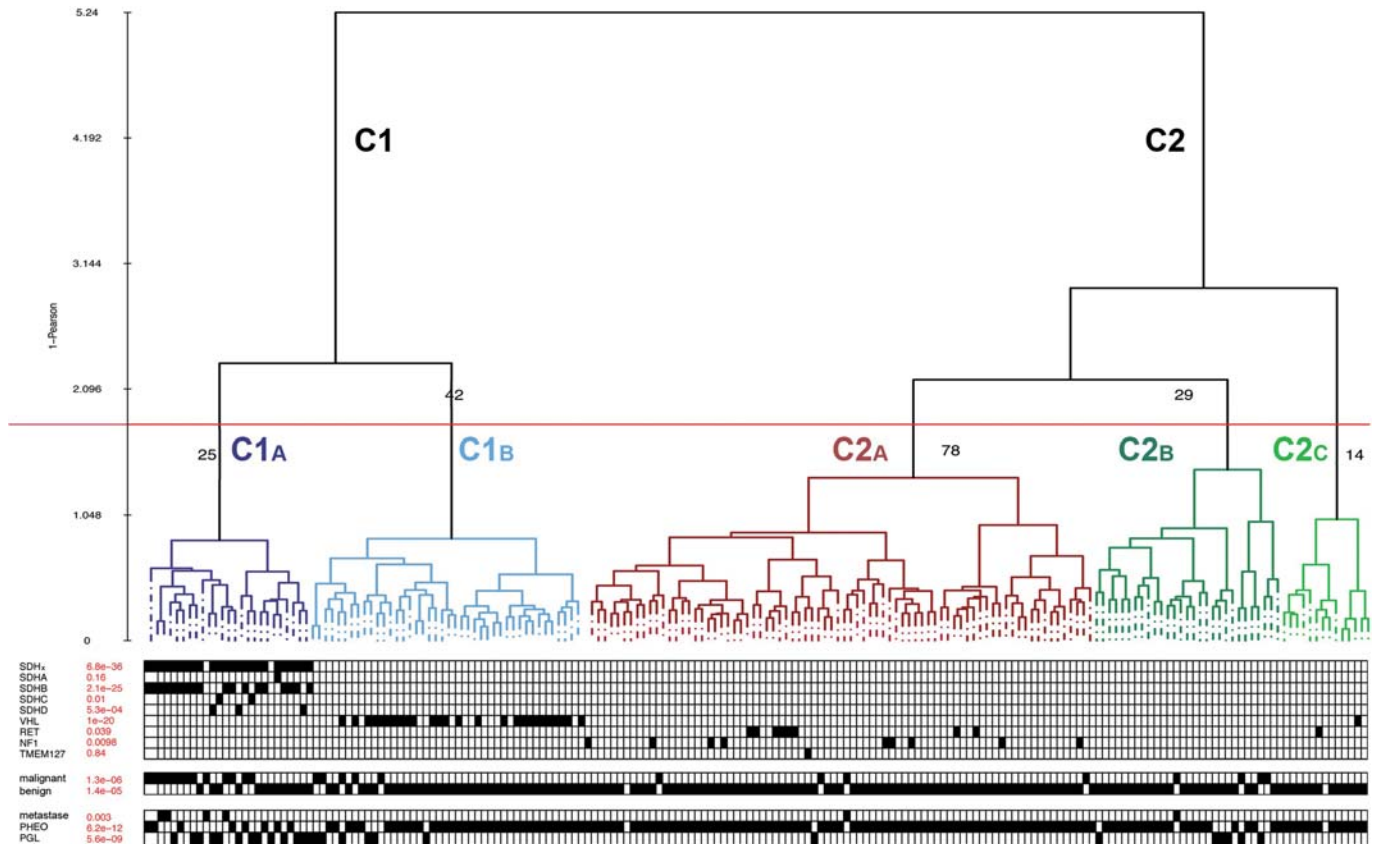 5.24
C1
C2
4.192
3.144
1-Pearson
2.096
42
29
25
C1A
C1B
C2A
78
C2B
C2C
14
1.048
0
SDHx 6.8e-36
SDHA 0.16
SDHB 2.1e-25
SDHC 0.01
SDHD 5.3e-04
VHL 1e-20
RET 0.039
NF1 0.0098
TMEM127 0.84
malignant 1.3e-06
benign 1.4e-05
metastase 0.003
PHEO 6.2e-12
PGL 5.6e-09